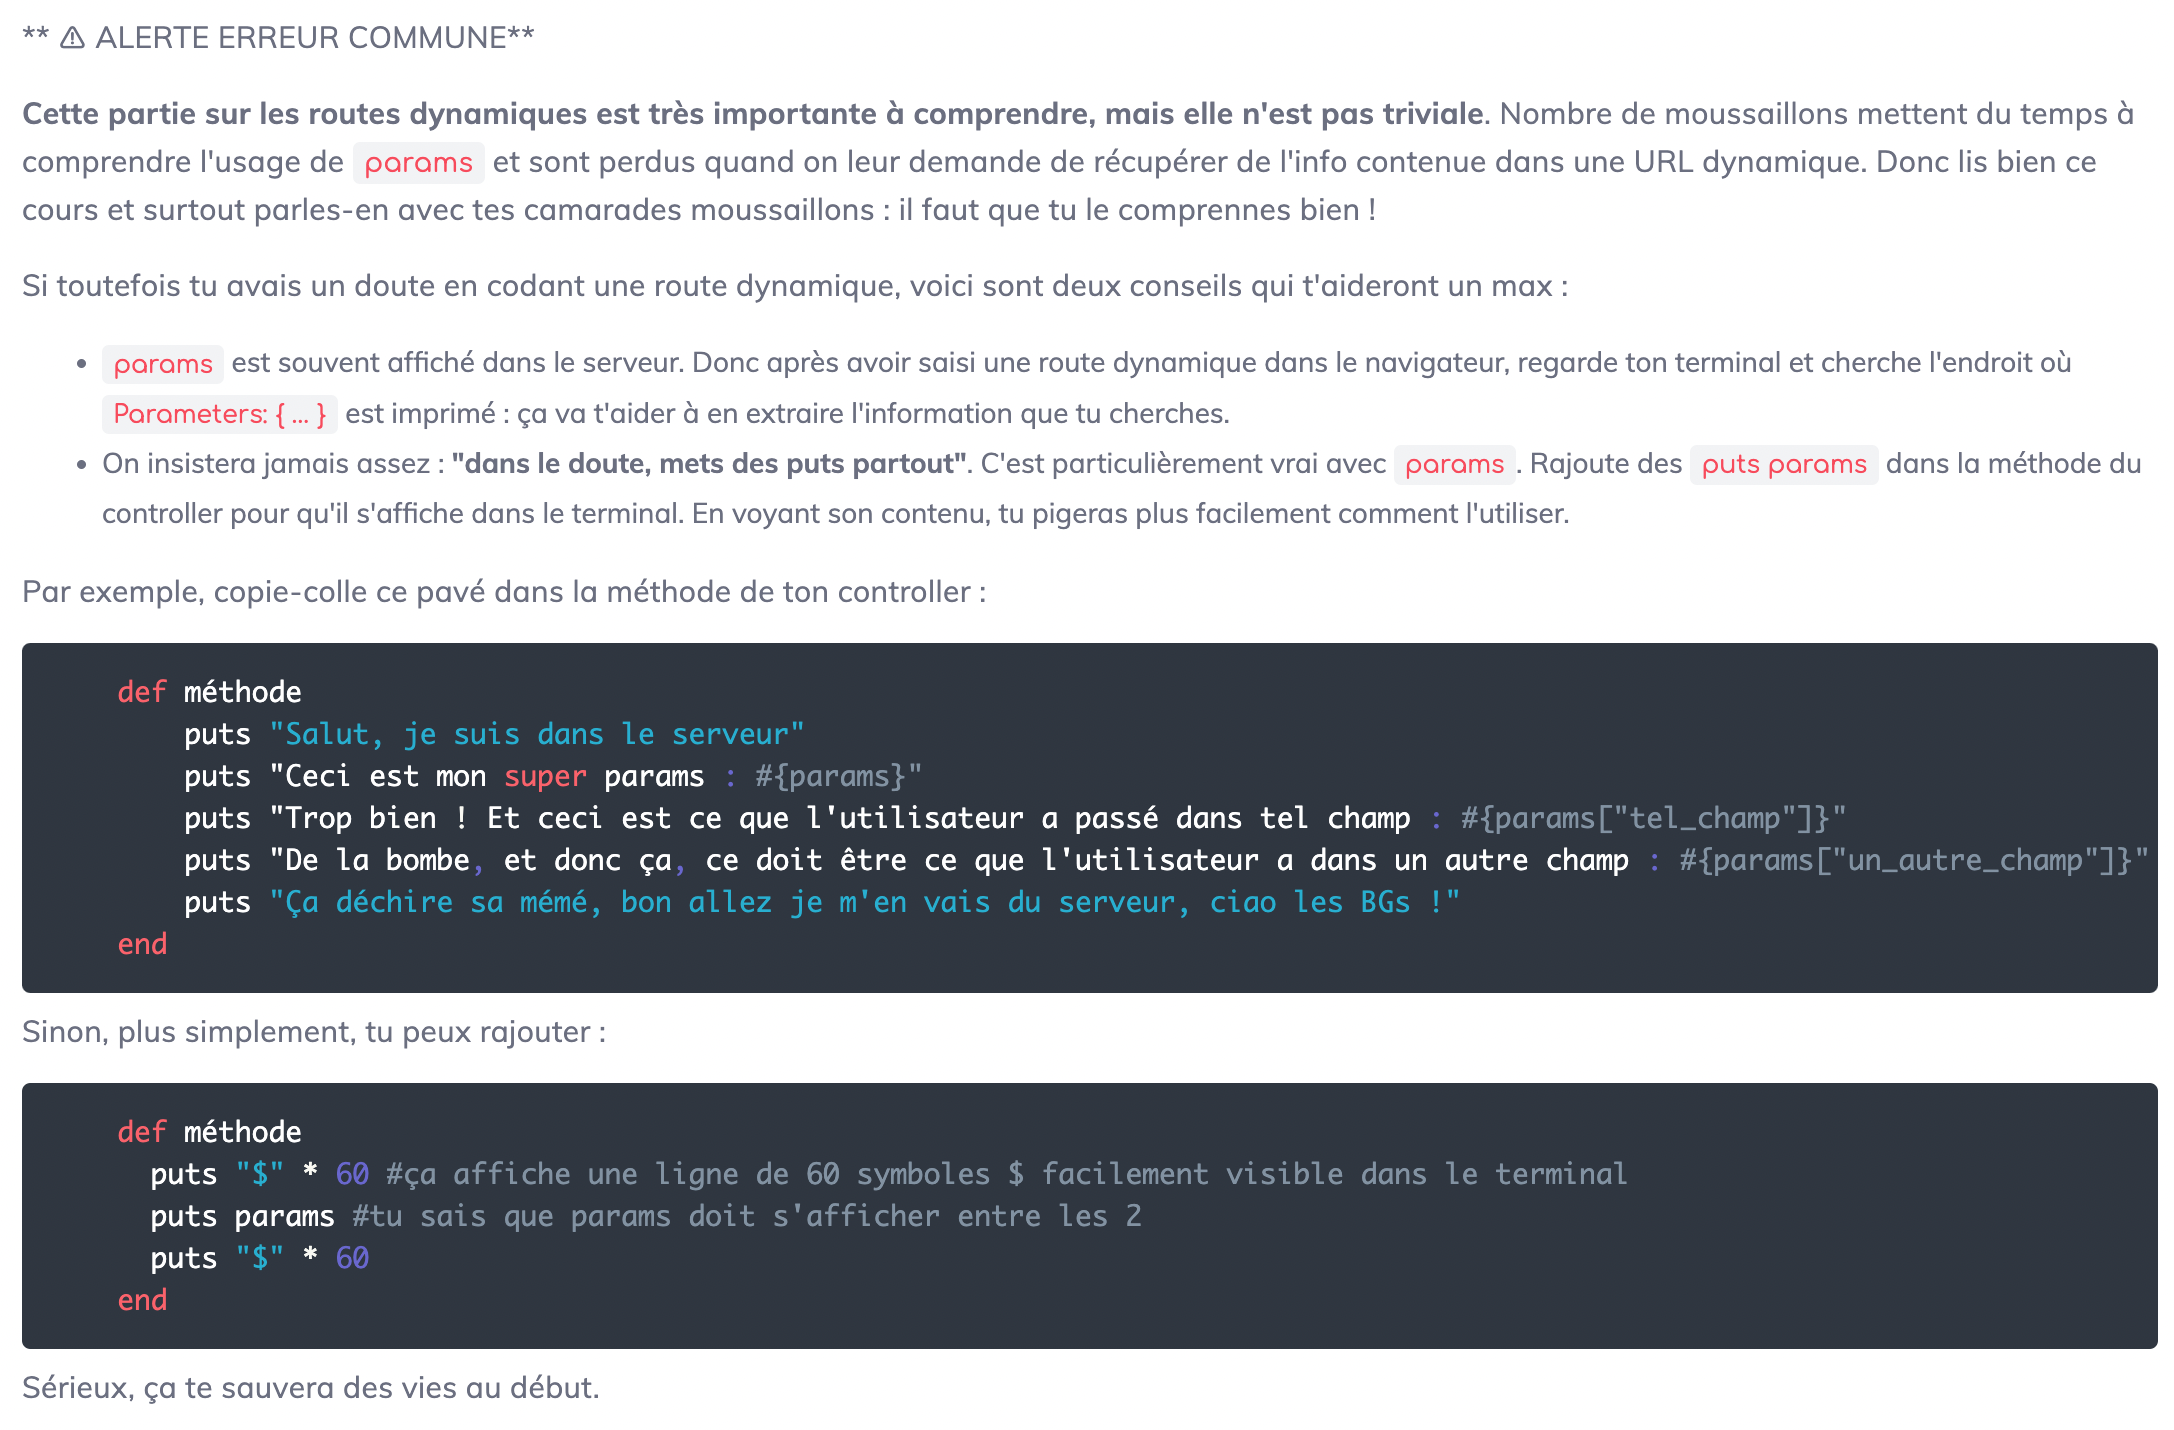 ** ⚠ ALERTE ERREUR COMMUNE**
Cette partie sur les routes dynamiques est très importante à comprendre, mais elle n'est pas triviale. Nombre de moussaillons mettent du temps à
comprendre l'usage de params et sont perdus quand on leur demande de récupérer de l'info contenue dans une URL dynamique. Donc lis bien ce
cours et surtout parles-en avec tes camarades moussaillons : il faut que tu le comprennes bien !
Si toutefois tu avais un doute en codant une route dynamique, voici sont deux conseils qui t'aideront un max :
• params est souvent affiché dans le serveur. Donc après avoir saisi une route dynamique dans le navigateur, regarde ton terminal et cherche l'endroit où
Parameters: { ... } est imprimé : ça va t'aider à en extraire l'information que tu cherches.
• On insistera jamais assez : "dans le doute, mets des puts partout". C'est particulièrement vrai avec params. Rajoute des puts params dans la méthode du
controller pour qu'il s'affiche dans le terminal. En voyant son contenu, tu pigeras plus facilement comment l'utiliser.
Par exemple, copie-colle ce pavé dans la méthode de ton controller :
def méthode
puts "Salut, je suis dans le serveur"
puts "Ceci est mon super params : #{params}"
puts "Trop bien ! Et ceci est ce que l'utilisateur a passé dans tel champ : #{params["tel_champ"]}"
puts "De la bombe, et donc ça, ce doit être ce que l'utilisateur a dans un autre champ : #{params["un_autre_champ"]}"
puts "Ça déchire sa mémé, bon allez je m'en vais du serveur, ciao les BGs !"
end
Sinon, plus simplement, tu peux rajouter :
def méthode
puts "$" * 60 #ça affiche une ligne de 60 symboles $ facilement visible dans le terminal
puts params #tu sais que params doit s'afficher entre les 2
puts "$" * 60
end
Sérieux, ça te sauvera des vies au début.